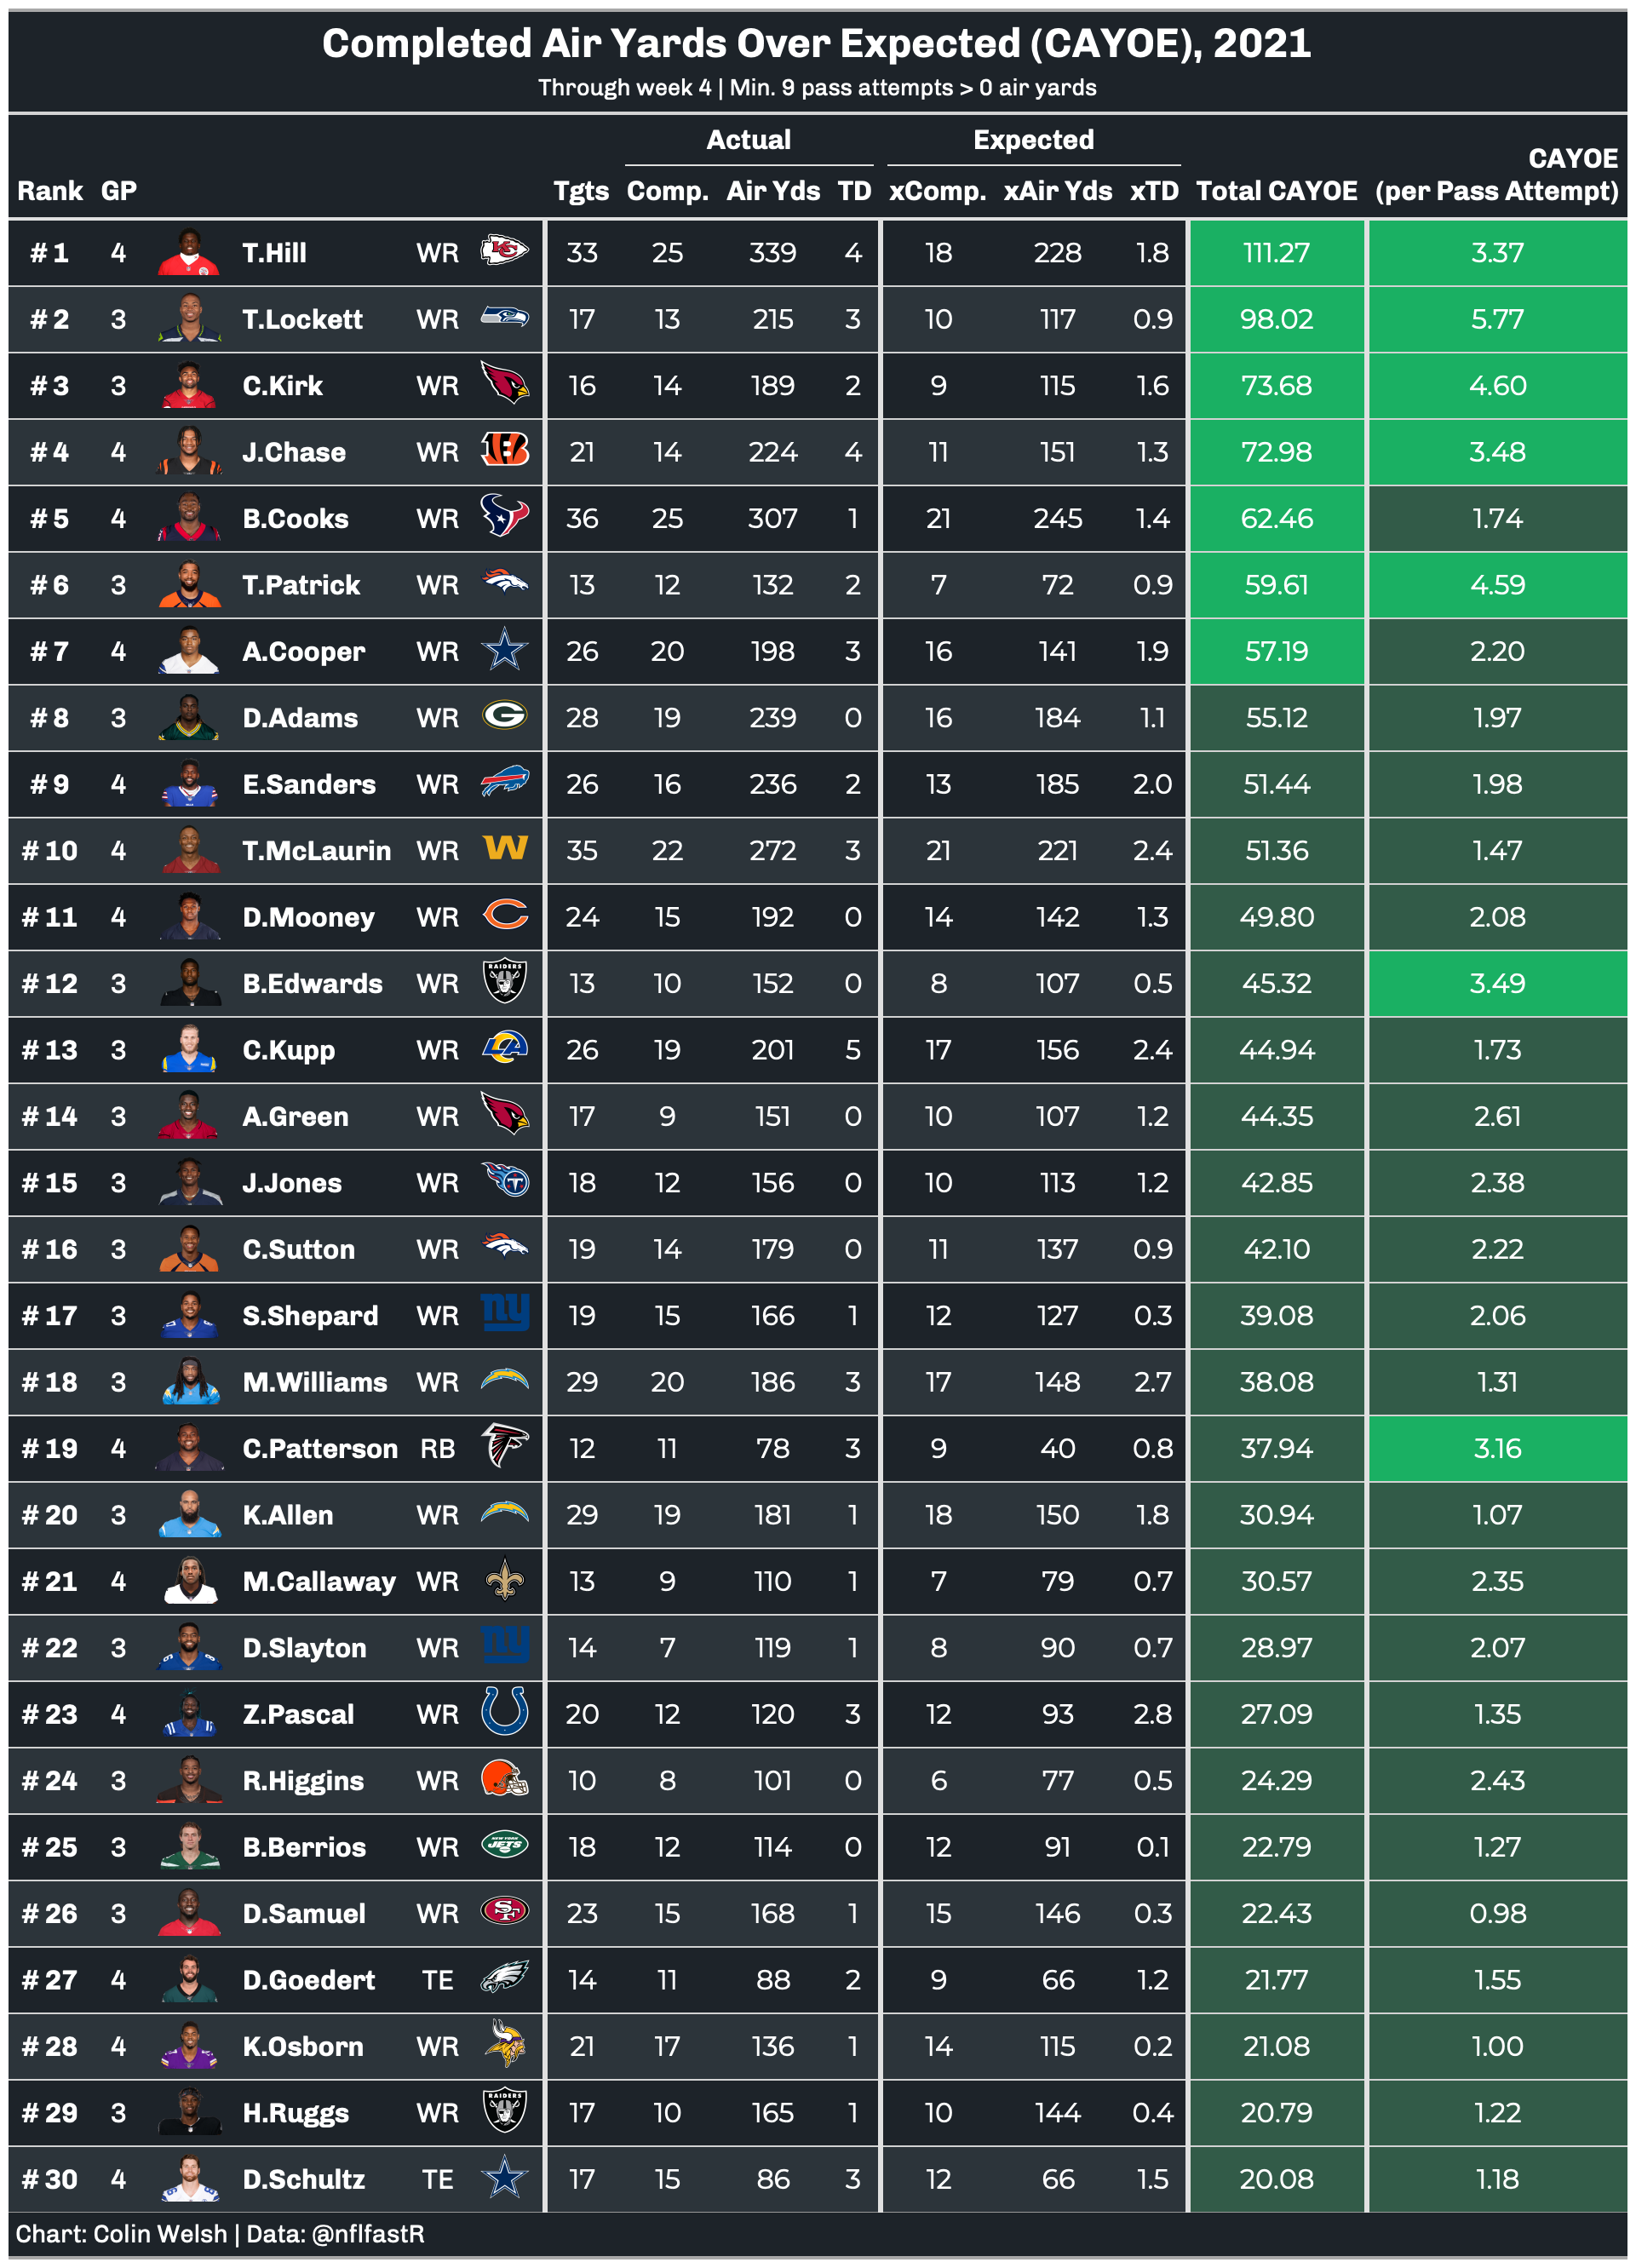 Completed Air Yards Over Expected (CAYOE), 2021
Through week 4 | Min. 9 pass attempts > 0 air yards
Actual Expected CAYOE
Rank GP Tgts Comp. Air Yds TD xComp. xAir Yds xTD Total CAYOE (per Pass Attempt)
# 1 4 T.Hill WR KC 33 25 339 4 18 228 1.8 111.27 3.37
# 2 3 T.Lockett WR 17 13 215 3 10 117 0.9 98.02 5.77
# 3 3 C.Kirk WR 16 14 189 2 9 115 1.6 73.68 4.60
# 4 4 J.Chase WR B 21 14 224 4 11 151 1.3 72.98 3.48
# 5 4 B.Cooks WR 36 25 307 1 21 245 1.4 62.46 1.74
# 6 3 T.Patrick WR 13 12 132 2 7 72 0.9 59.61 4.59
# 7 4 A.Cooper WR 26 20 198 3 16 141 1.9 57.19 2.20
# 8 3 D.Adams WR G 28 19 239 0 16 184 1.1 55.12 1.97
# 9 4 E.Sanders WR 26 16 236 2 13 185 2.0 51.44 1.98
# 10 4 T.McLaurin WR W 35 22 272 3 21 221 2.4 51.36 1.47
# 11 4 D.Mooney WR C 24 15 192 0 14 142 1.3 49.80 2.08
# 12 3 B.Edwards WR RAIDERS 13 10 152 0 8 107 0.5 45.32 3.49
# 13 3 C.Kupp WR LA 26 19 201 5 17 156 2.4 44.94 1.73
# 14 3 A.Green WR 17 9 151 0 10 107 1.2 44.35 2.61
# 15 3 J.Jones WR T 18 12 156 0 10 113 1.2 42.85 2.38
# 16 3 C.Sutton WR 19 14 179 0 11 137 0.9 42.10 2.22
# 17 3 S.Shepard WR ny 19 15 166 1 12 127 0.3 39.08 2.06
# 18 3 M.Williams WR 29 20 186 3 17 148 2.7 38.08 1.31
# 19 4 C.Patterson RB 12 11 78 3 9 40 0.8 37.94 3.16
# 20 3 K.Allen WR 29 19 181 1 18 150 1.8 30.94 1.07
# 21 4 M.Callaway WR 13 9 110 1 7 79 0.7 30.57 2.35
# 22 3 D.Slayton WR ny 14 7 119 1 8 90 0.7 28.97 2.07
# 23 4 Z.Pascal WR 20 12 120 3 12 93 2.8 27.09 1.35
# 24 3 R.Higgins WR 10 8 101 0 6 77 0.5 24.29 2.43
# 25 3 B.Berrios WR NEW YORK JETS 18 12 114 0 12 91 0.1 22.79 1.27
# 26 3 D.Samuel WR SF 23 15 168 1 15 146 0.3 22.43 0.98
# 27 4 D.Goedert TE 14 11 88 2 9 66 1.2 21.77 1.55
# 28 4 K.Osborn WR 21 17 136 1 14 115 0.2 21.08 1.00
# 29 3 H.Ruggs WR RAIDERS 17 10 165 1 10 144 0.4 20.79 1.22
# 30 4 D.Schultz TE 17 15 86 3 12 66 1.5 20.08 1.18
Chart: Colin Welsh | Data: @nflfastR